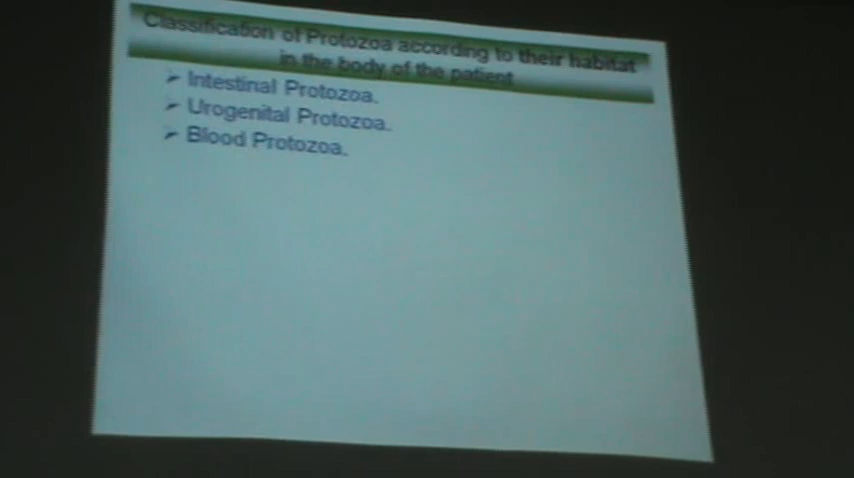 Classification of Protozoa according to their habitat
in the body of the patient
➢ Intestinal Protozoa.
➢ Urogenital Protozoa.
➢ Blood Protozoa.